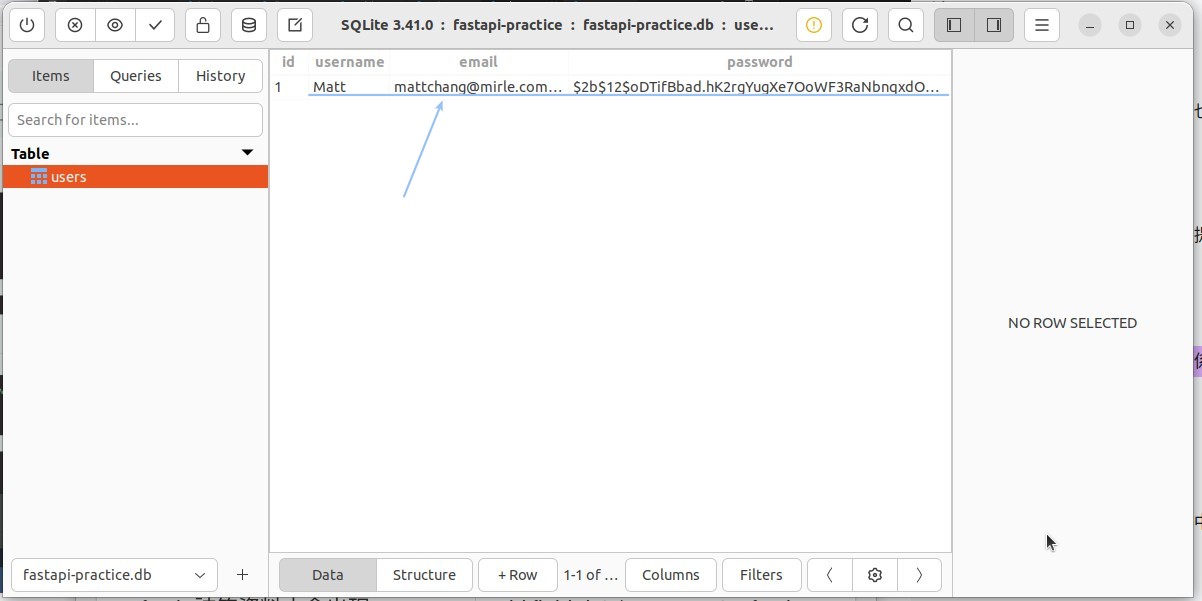 SQLite 3.41.0 : fastapi-practice : fastapi-practice.db : use...
Items Queries History
Search for items...
Table
users
id username email password
1 Matt mattchang@mirle.com... $2b$12$oDTifBbad.hK2rgYugXe7OoWF3RaNbnqxdO...
NO ROW SELECTED
fastapi-practice.db +
Data Structure + Row 1-1 of ... Columns Filters